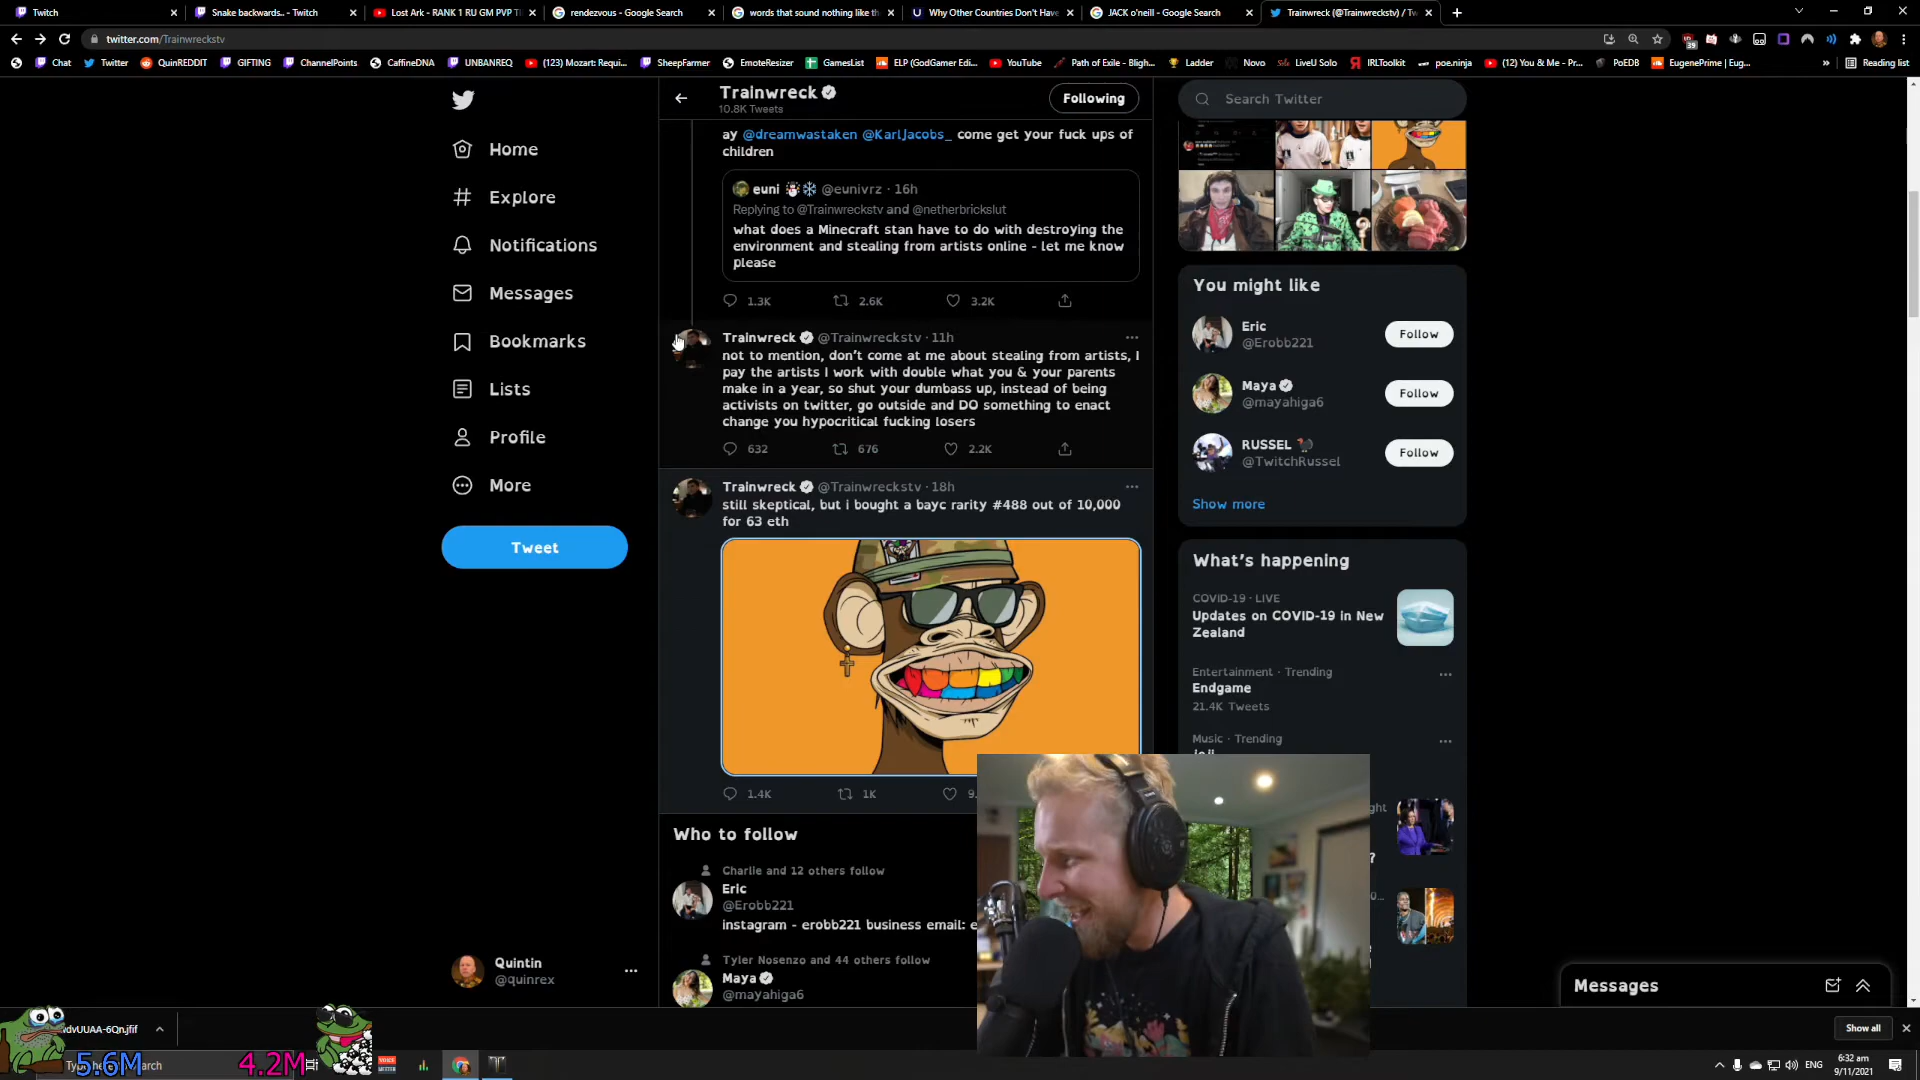 Twitch
Snake backwards.. - Twitch
Lost Ark - RANK 1 RU GM PVP T
rendezvous - Google Search
words that sound nothing like th
Why Other Countries Don't Hav
JACK o'neill - Google Search
Trainwreck (@Trainwreckstv) / Tw
twitter.com/Trainwreckstv
39
Chat
Twitter
QuinREDDIT
GIFTING
ChannelPoints
CaffineDNA
UNBANREQ
(123) Mozart: Requi...
SheepFarmer
EmoteResizer
GamesList
ELP (GodGamer Edi...
YouTube
Path of Exile - Bligh...
Ladder
Novo
LiveU Solo
IRLToolkit
poe.ninja
(12) You & Me - Pr...
PoEDB
EugenePrime | Eug...
Reading list
Home
Explore
Notifications
Messages
Bookmarks
Lists
Profile
More
Tweet
Quintin
@quinrex
Trainwreck
10.8K Tweets
Following
ay @dreamwastaken @KarlJacobs_ come get your fuck ups of
children
euni @eunivrz · 16h
Replying to @Trainwreckstv and @netherbrickslut
what does a Minecraft stan have to do with destroying the
environment and stealing from artists online - let me know
please
1.3K 2.6K 3.2K
Trainwreck @Trainwreckstv · 11h
not to mention, don't come at me about stealing from artists, I
pay the artists I work with double what you & your parents
make in a year, so shut your dumbass up, instead of being
activists on twitter, go outside and DO something to enact
change you hypocritical fucking losers
632 676 2.2K
Trainwreck @Trainwreckstv · 18h
still skeptical, but i bought a bayc rarity #488 out of 10,000
for 63 eth
1.4K 1K 9.
Who to follow
Charlie and 12 others follow
Eric
@Erobb221
instagram - erobb221 business email: e
Tyler Nosenzo and 44 others follow
Maya
@mayahiga6
Search Twitter
You might like
Eric
@Erobb221
Follow
Maya
@mayahiga6
Follow
RUSSEL
@TwitchRussel
Follow
Show more
What's happening
COVID-19 · LIVE
Updates on COVID-19 in New
Zealand
Entertainment · Trending
Endgame
21.4K Tweets
Music · Trending
ght
?
Messages
dvUUAA-6Qn.jfif
Show all
5.6M
4.2M
ENG
6:32 am
9/11/2021